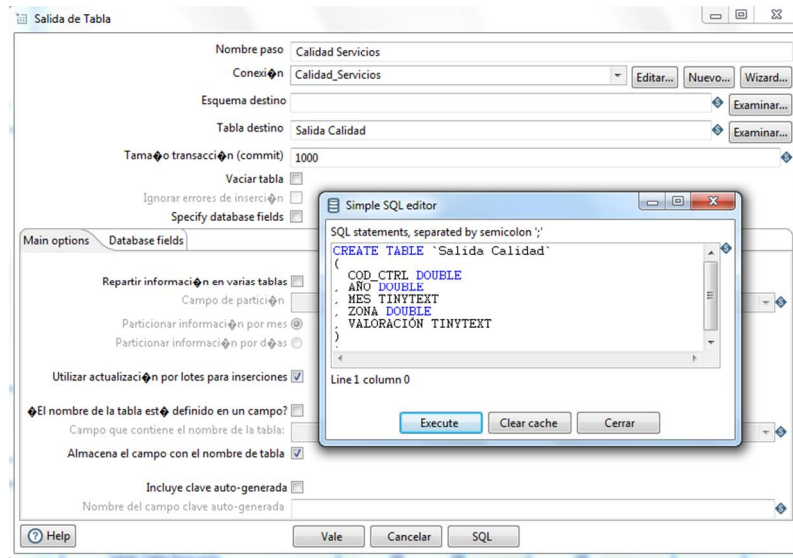 Salida de Tabla
Nombre paso Calidad Servicios
Conexi�n Calidad_Servicios Editar... Nuevo... Wizard...
Esquema destino Examinar...
Tabla destino Salida Calidad Examinar...
Tama�o transacci�n (commit) 1000
Vaciar tabla
Ignorar errores de inserci�n
Specify database fields
Main options Database fields
Repartir informaci�n en varias tablas
Campo de partici�n
Particionar informaci�n por mes
Particionar informaci�n por d�as
Utilizar actualizaci�n por lotes para inserciones
�El nombre de la tabla est� definido en un campo?
Campo que contiene el nombre de la tabla:
Almacena el campo con el nombre de tabla
Incluye clave auto-generada
Nombre del campo clave auto-generada
Help Vale Cancelar SQL
Simple SQL editor
SQL statements, separated by semicolon ';'
CREATE TABLE `Salida Calidad`
(
COD_CTRL DOUBLE
, AÑO DOUBLE
, MES TINYTEXT
, ZONA DOUBLE
, VALORACIÓN TINYTEXT
)
Line 1 column 0
Execute Clear cache Cerrar